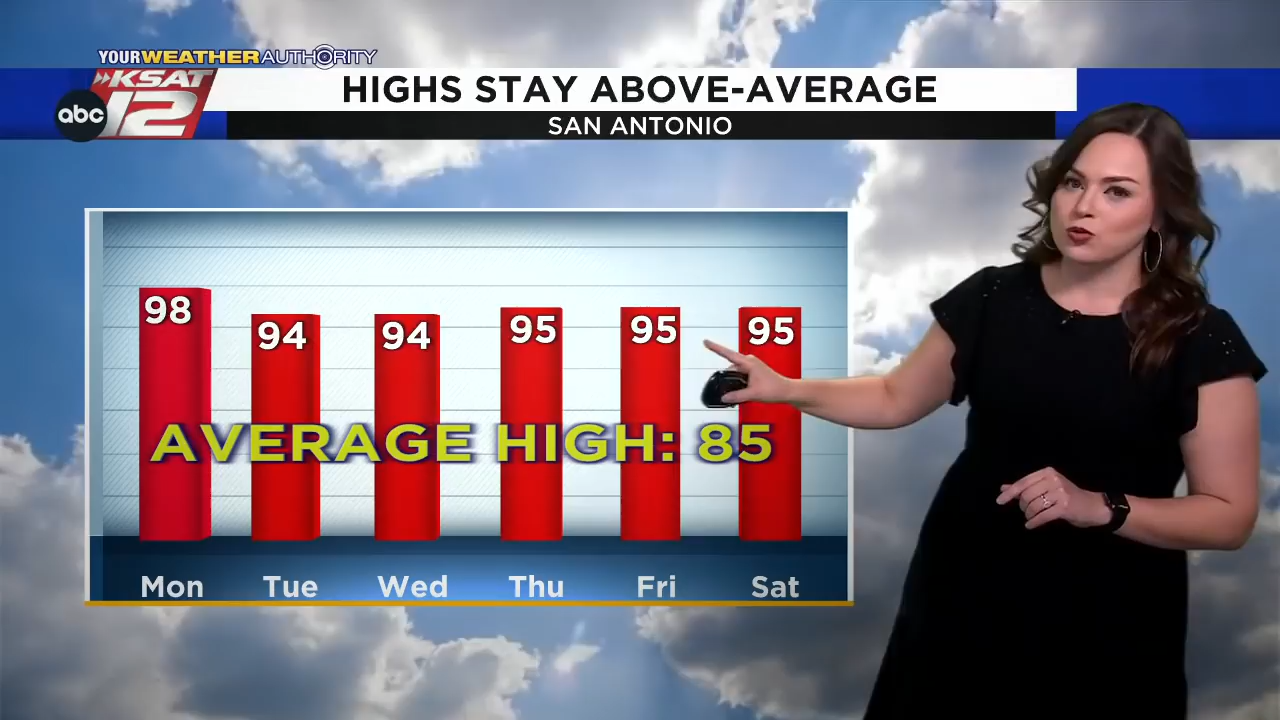 YOURWEATHERAUTHORITY
KSAT
abc 12
HIGHS STAY ABOVE-AVERAGE
SAN ANTONIO
98 94 94 95 95 95
AVERAGE HIGH: 85
Mon Tue Wed Thu Fri Sat